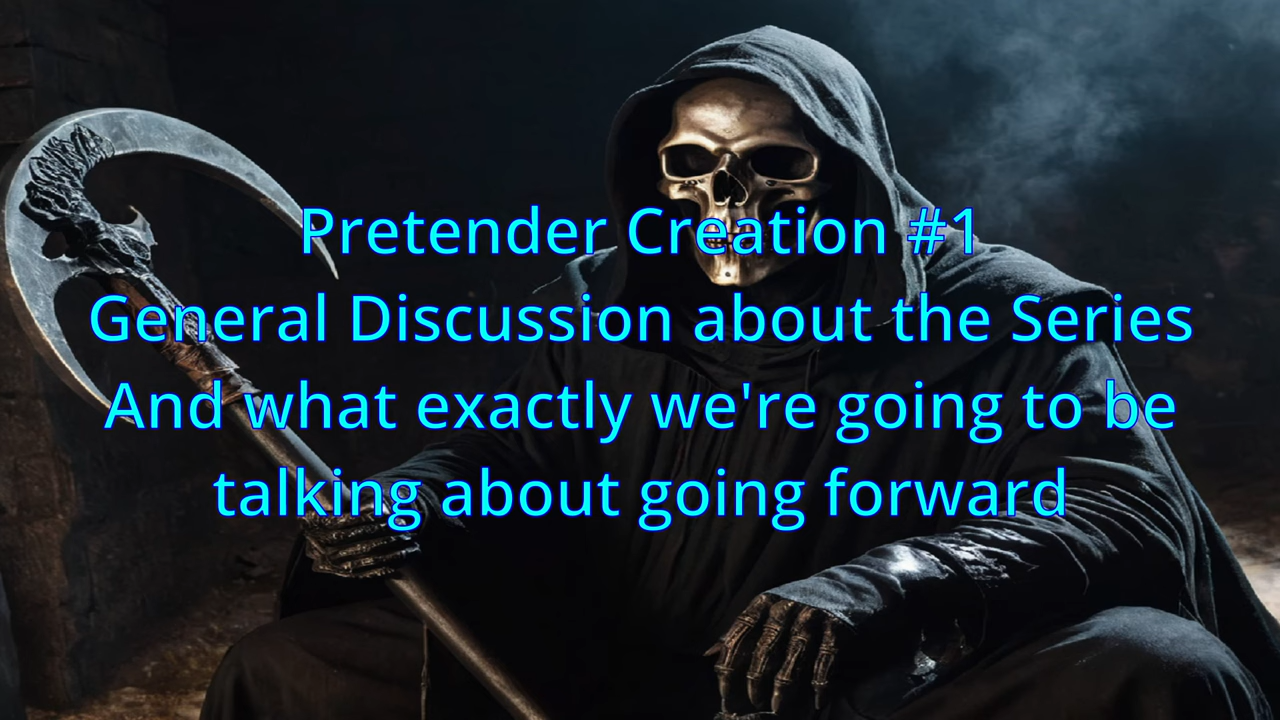 Pretender Creation #1
General Discussion about the Series
And what exactly we're going to be
talking about going forward